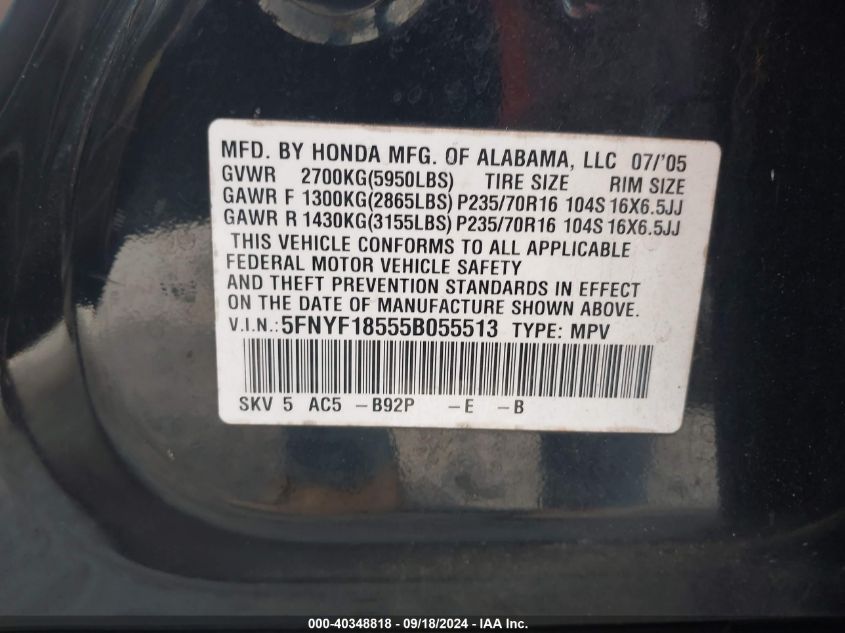 MFD. BY HONDA MFG. OF ALABAMA, LLC 07/'05
GVWR 2700KG(5950LBS) TIRE SIZE RIM SIZE
GAWR F 1300KG(2865LBS) P235/70R16 104S 16X6.5JJ
GAWR R 1430KG(3155LBS) P235/70R16 104S 16X6.5JJ
THIS VEHICLE CONFORMS TO ALL APPLICABLE
FEDERAL MOTOR VEHICLE SAFETY
AND THEFT PREVENTION STANDARDS IN EFFECT
ON THE DATE OF MANUFACTURE SHOWN ABOVE.
V.I.N.: 5FNYF18555B055513 TYPE: MPV
SKV 5 AC5 -B92P -E -B
000-40348818 - 09/18/2024 - IAA Inc.